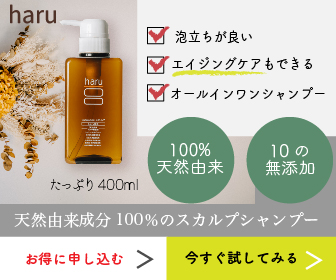 haru
泡立ちが良い
エイジングケアもできる
オールインワンシャンプー
haru
100%
天然由来
10の
無添加
たっぷり400ml
天然由来成分100%のスカルプシャンプー
お得に申し込む >
今すぐ試してみる >